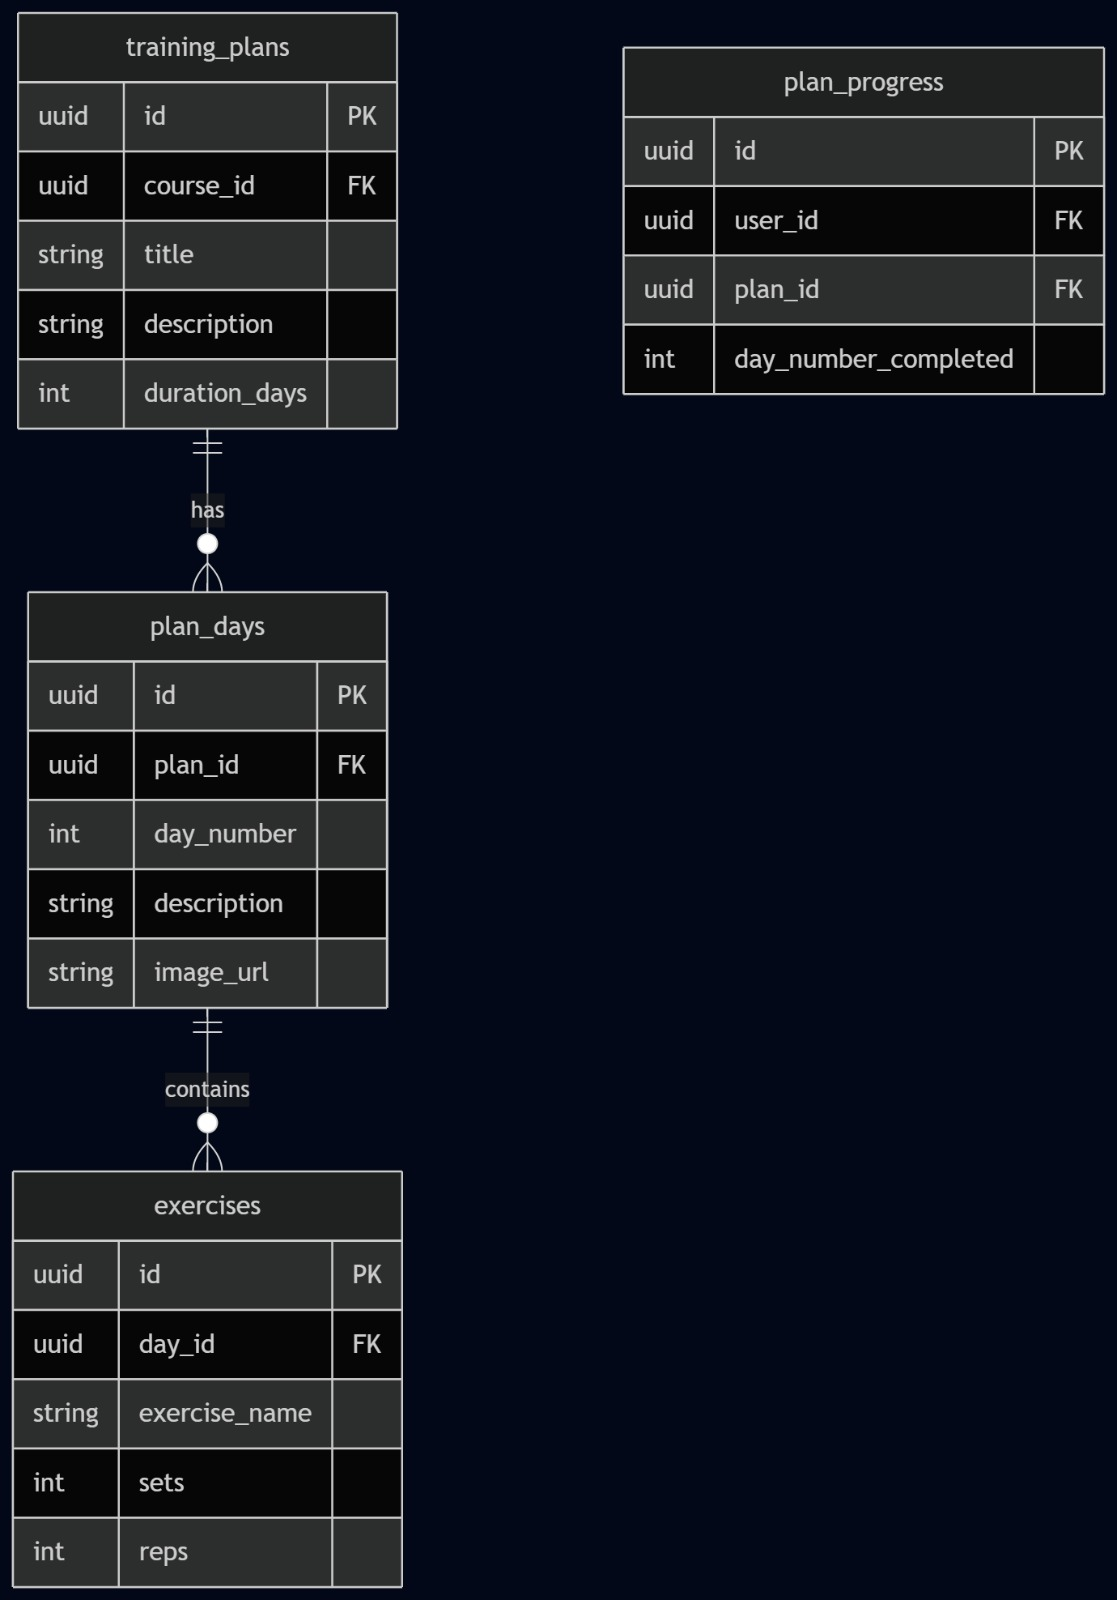 training_plans
uuid id PK
uuid course_id FK
string title
string description
int duration_days
has
plan_days
uuid id PK
uuid plan_id FK
int day_number
string description
string image_url
contains
exercises
uuid id PK
uuid day_id FK
string exercise_name
int sets
int reps
plan_progress
uuid id PK
uuid user_id FK
uuid plan_id FK
int day_number_completed